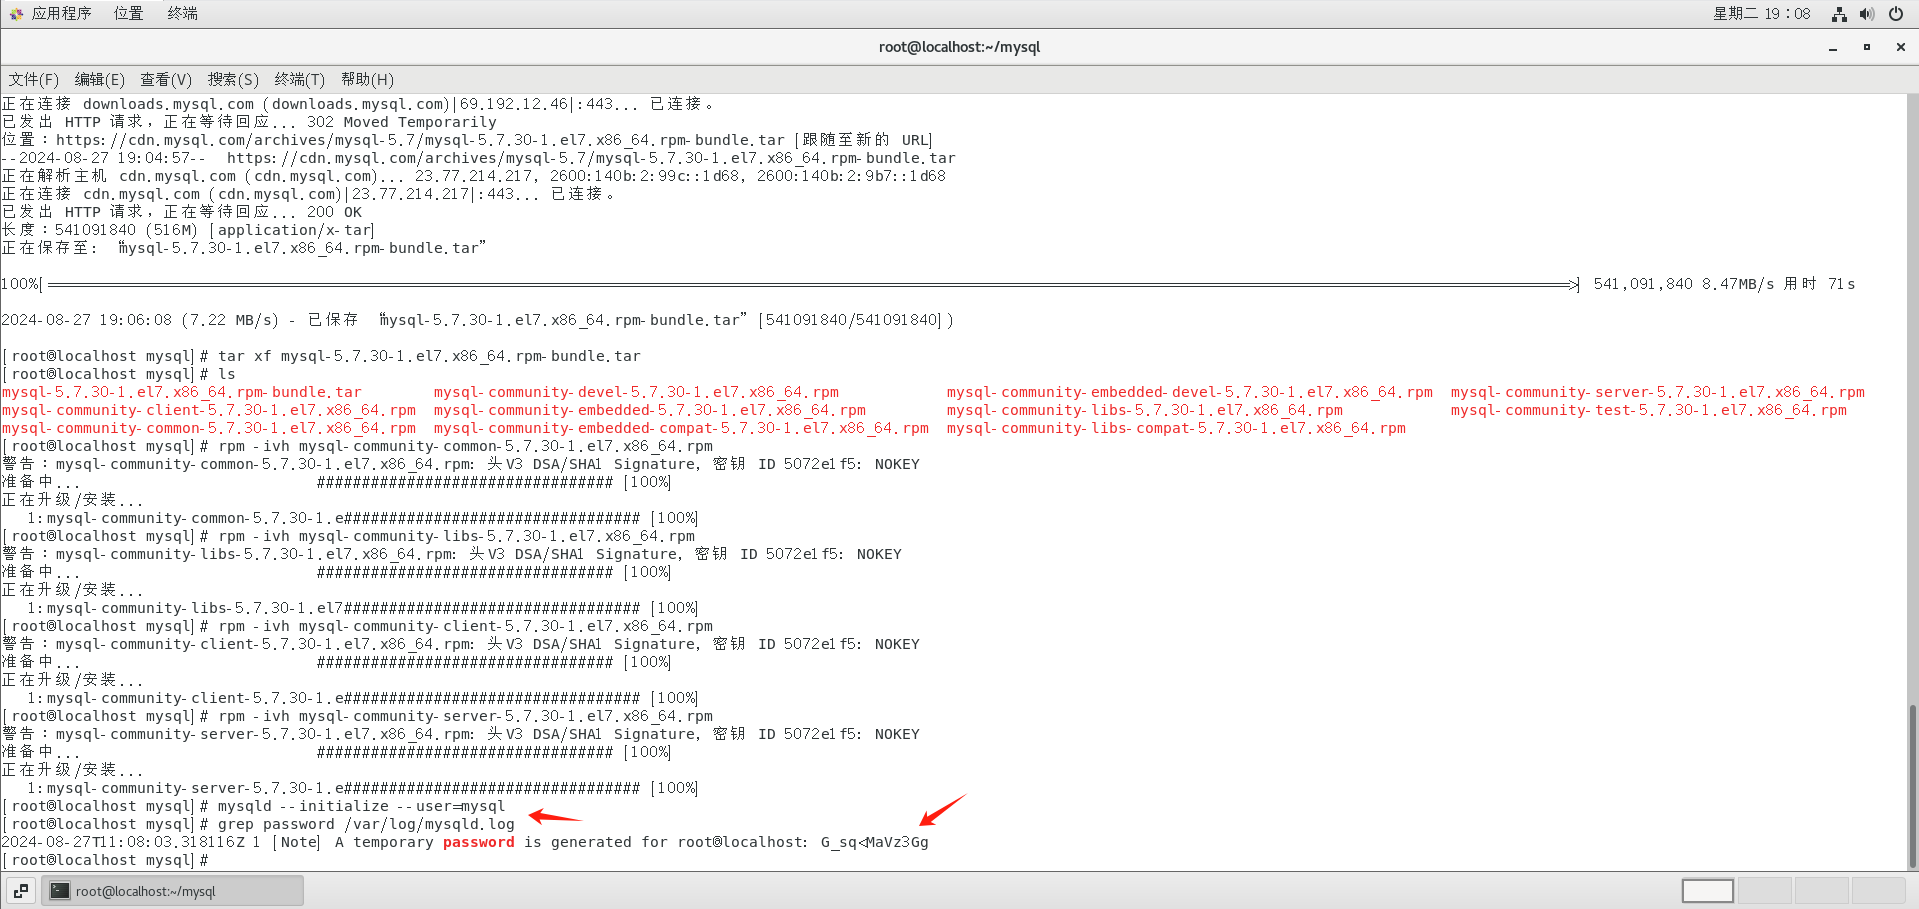 应用程序 位置 终端 星期二 19：08
root@localhost:~/mysql
文件(F) 编辑(E) 查看(V) 搜索(S) 终端(T) 帮助(H)
正在连接 downloads.mysql.com (downloads.mysql.com)|69.192.12.46|:443... 已连接。
已发出 HTTP 请求，正在等待回应... 302 Moved Temporarily
位置：https://cdn.mysql.com/archives/mysql-5.7/mysql-5.7.30-1.el7.x86_64.rpm-bundle.tar [跟随至新的 URL]
--2024-08-27 19:04:57--  https://cdn.mysql.com/archives/mysql-5.7/mysql-5.7.30-1.el7.x86_64.rpm-bundle.tar
正在解析主机 cdn.mysql.com (cdn.mysql.com)... 23.77.214.217, 2600:140b:2:99c::1d68, 2600:140b:2:9b7::1d68
正在连接 cdn.mysql.com (cdn.mysql.com)|23.77.214.217|:443... 已连接。
已发出 HTTP 请求，正在等待回应... 200 OK
长度：541091840 (516M) [application/x-tar]
正在保存至: “mysql-5.7.30-1.el7.x86_64.rpm-bundle.tar”
100%[======================================>] 541,091,840 8.47MB/s 用时 71s
2024-08-27 19:06:08 (7.22 MB/s) - 已保存 “mysql-5.7.30-1.el7.x86_64.rpm-bundle.tar” [541091840/541091840])
[root@localhost mysql]# tar xf mysql-5.7.30-1.el7.x86_64.rpm-bundle.tar
[root@localhost mysql]# ls
mysql-5.7.30-1.el7.x86_64.rpm-bundle.tar mysql-community-devel-5.7.30-1.el7.x86_64.rpm mysql-community-embedded-devel-5.7.30-1.el7.x86_64.rpm mysql-community-server-5.7.30-1.el7.x86_64.rpm
mysql-community-client-5.7.30-1.el7.x86_64.rpm mysql-community-embedded-5.7.30-1.el7.x86_64.rpm mysql-community-libs-5.7.30-1.el7.x86_64.rpm mysql-community-test-5.7.30-1.el7.x86_64.rpm
mysql-community-common-5.7.30-1.el7.x86_64.rpm mysql-community-embedded-compat-5.7.30-1.el7.x86_64.rpm mysql-community-libs-compat-5.7.30-1.el7.x86_64.rpm
[root@localhost mysql]# rpm -ivh mysql-community-common-5.7.30-1.el7.x86_64.rpm
警告：mysql-community-common-5.7.30-1.el7.x86_64.rpm: 头V3 DSA/SHA1 Signature, 密钥 ID 5072e1f5: NOKEY
准备中... ################################# [100%]
正在升级/安装...
1:mysql-community-common-5.7.30-1.e################################# [100%]
[root@localhost mysql]# rpm -ivh mysql-community-libs-5.7.30-1.el7.x86_64.rpm
警告：mysql-community-libs-5.7.30-1.el7.x86_64.rpm: 头V3 DSA/SHA1 Signature, 密钥 ID 5072e1f5: NOKEY
准备中... ################################# [100%]
正在升级/安装...
1:mysql-community-libs-5.7.30-1.el7################################# [100%]
[root@localhost mysql]# rpm -ivh mysql-community-client-5.7.30-1.el7.x86_64.rpm
警告：mysql-community-client-5.7.30-1.el7.x86_64.rpm: 头V3 DSA/SHA1 Signature, 密钥 ID 5072e1f5: NOKEY
准备中... ################################# [100%]
正在升级/安装...
1:mysql-community-client-5.7.30-1.e################################# [100%]
[root@localhost mysql]# rpm -ivh mysql-community-server-5.7.30-1.el7.x86_64.rpm
警告：mysql-community-server-5.7.30-1.el7.x86_64.rpm: 头V3 DSA/SHA1 Signature, 密钥 ID 5072e1f5: NOKEY
准备中... ################################# [100%]
正在升级/安装...
1:mysql-community-server-5.7.30-1.e################################# [100%]
[root@localhost mysql]# mysqld --initialize --user=mysql
[root@localhost mysql]# grep password /var/log/mysqld.log
2024-08-27T11:08:03.318116Z 1 [Note] A temporary password is generated for root@localhost: G_sq<MaVz3Gg
[root@localhost mysql]#
root@localhost:~/mysql